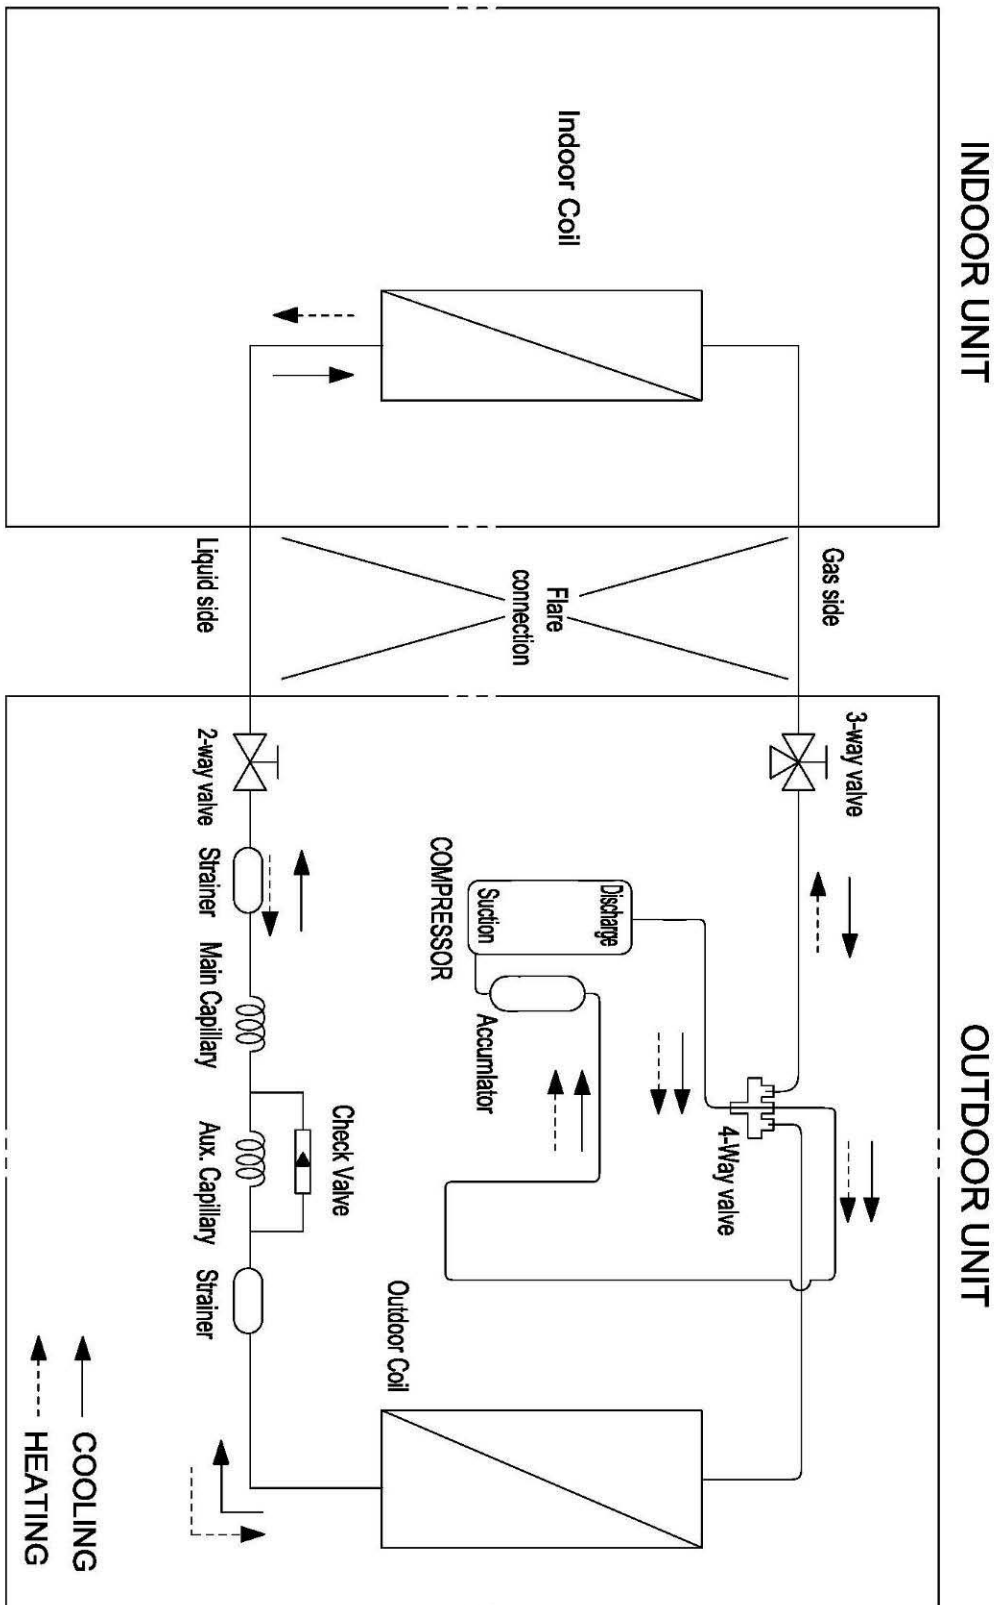 INDOOR UNIT
OUTDOOR UNIT
Indoor Coil
Gas side
Flare
connection
Liquid side
3-way valve
4-Way valve
Discharge
Suction
COMPRESSOR
Accumlator
Outdoor Coil
Check Valve
2-way valve
Strainer
Main Capillary
Aux. Capillary
Strainer
COOLING
HEATING